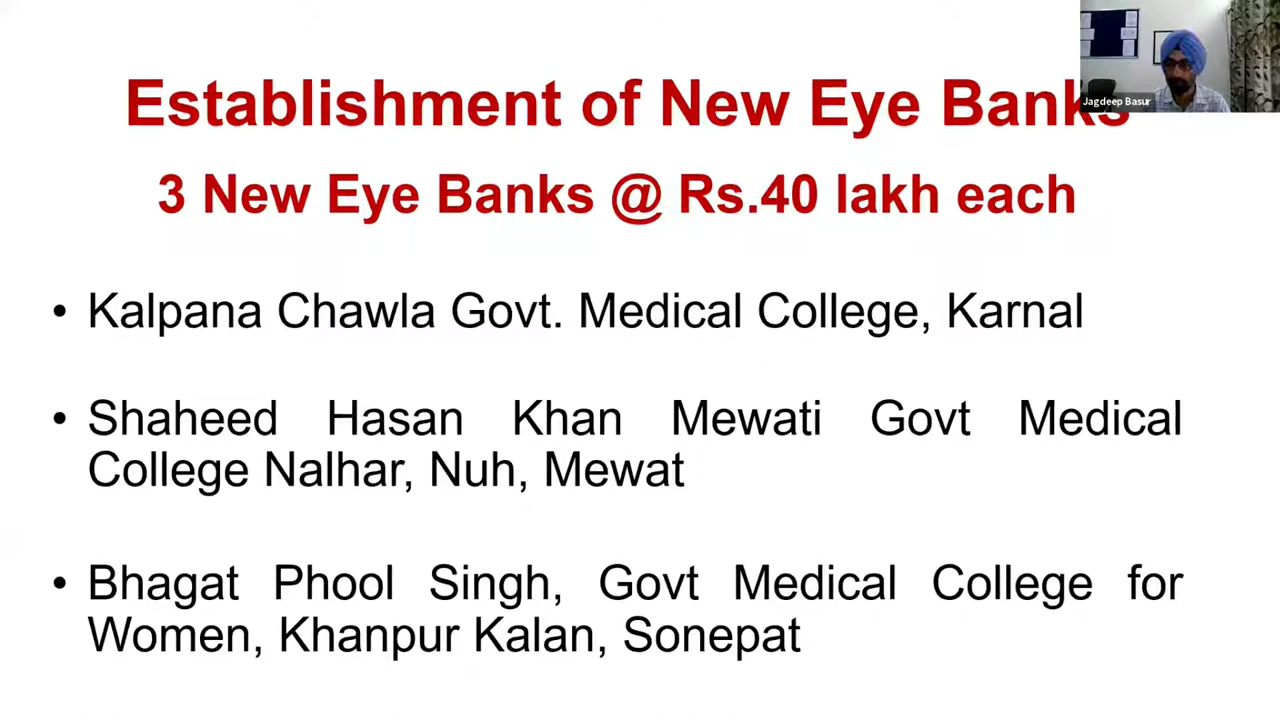 Establishment of New Eye Banks
Jagdeep Basur
3 New Eye Banks @ Rs.40 lakh each
• Kalpana Chawla Govt. Medical College, Karnal
• Shaheed Hasan Khan Mewati Govt Medical
College Nalhar, Nuh, Mewat
• Bhagat Phool Singh, Govt Medical College for
Women, Khanpur Kalan, Sonepat